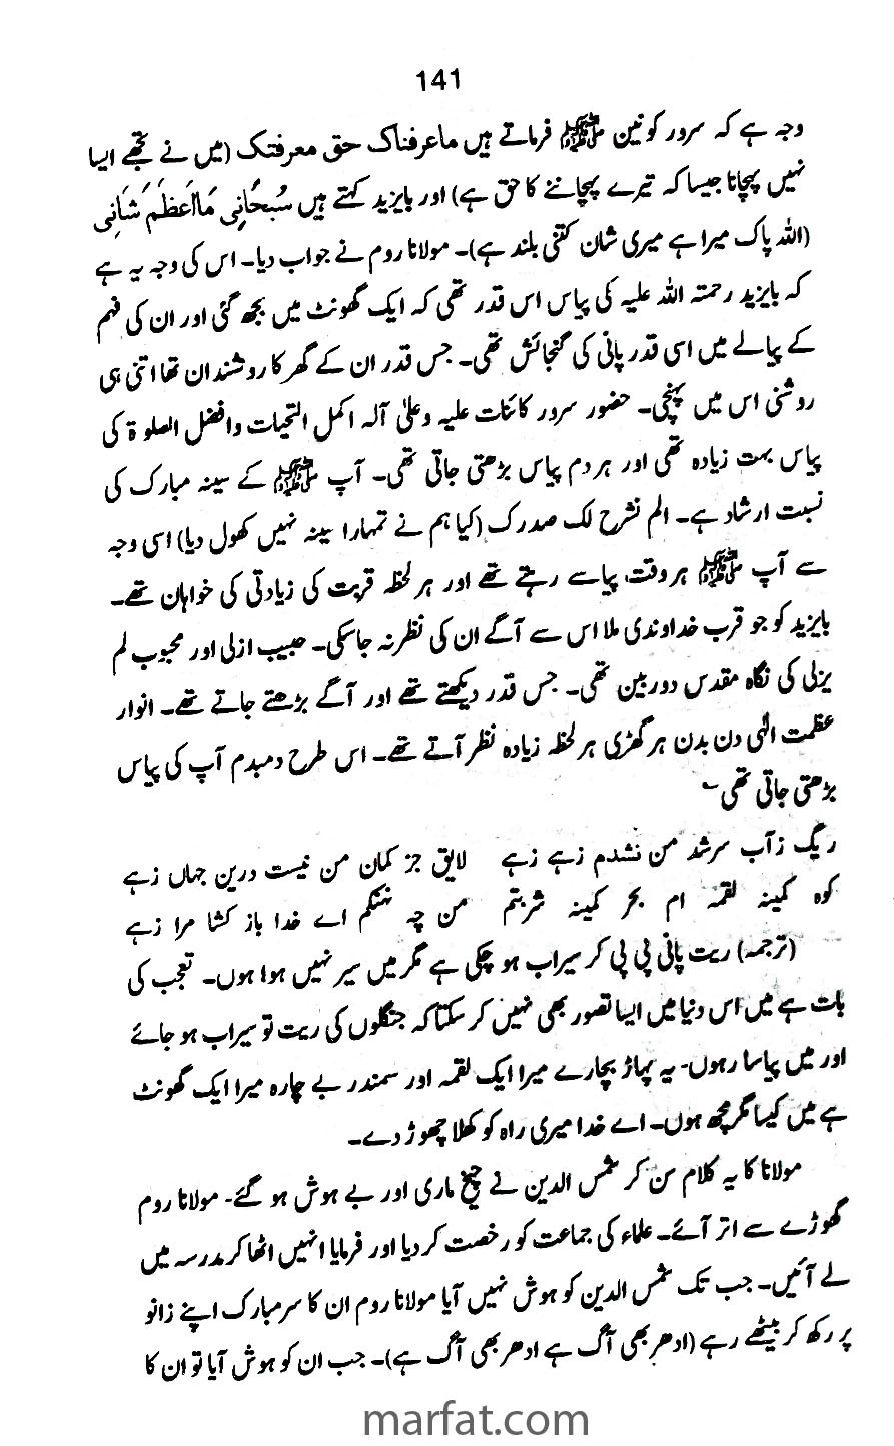 141
وجہ ہے کہ سرور کونین ﷺ فرماتے ہیں ماعرفناک حق معرفتک (میں نے تجھے ایسا
نہیں پہچانا جیسا کہ تیرے پہچاننے کا حق ہے) اور بایزید کہتے ہیں سُبحَانِی مَااَعظَمَ شَانِی
(اللہ پاک میرا ہے میری شان کتنی بلند ہے)۔ مولانا روم نے جواب دیا۔ اس کی وجہ یہ ہے
کہ بایزید رحمتہ اللہ علیہ کی پیاس اس قدر تھی کہ ایک گھونٹ میں بجھ گئی اور ان کی فہم
کے پیالے میں اسی قدر پانی کی گنجائش تھی۔ جس قدر ان کے گھر کا روشندان تھا اتنی ہی
روشنی اس میں پہنچی۔ حضور سرور کائنات علیہ وعلیٰ آلہ اکمل التحیات وافضل الصلوۃ کی
پیاس بہت زیادہ تھی اور ہردم پیاس بڑھتی جاتی تھی۔ آپ ﷺ کے سینہ مبارک کی
نسبت ارشاد ہے۔ الم نشرح لک صدرک (کیا ہم نے تمہارا سینہ نہیں کھول دیا) اسی وجہ
سے آپ ﷺ ہر وقت پیاسے رہتے تھے اور ہر لحظہ قربت کی زیادتی کی خواہان تھے۔
بایزید کو جو قرب خداوندی ملا اس سے آگے ان کی نظر نہ جاسکی۔ حبیب ازلی اور محبوب لم
یزلی کی نگاہ مقدس دوربین تھی۔ جس قدر دیکھتے تھے اور آگے بڑھتے جاتے تھے۔ انوار
عظمت الٰہی دن بدن ہر گھڑی ہر لحظہ زیادہ نظر آتے تھے۔ اس طرح دمبدم آپ کی پیاس
بڑھتی جاتی تھی ؎
ریگ ز آب سرشد من نشدم زہے زہے لایق جز کمان من نیست درین جہاں زہے
کوہ کمینہ لقمہ ام بحر کمینہ شربتم من چہ نہنگم اے خدا باز کشا مرا زہے
(ترجمہ) ریت پانی پی پی کر سیراب ہو چکی ہے مگر میں سیر نہیں ہوا ہوں۔ تعجب کی
بات ہے میں اس دنیا میں ایسا تصور بھی نہیں کر سکتا کہ جنگلوں کی ریت تو سیراب ہو جائے
اور میں پیاسا رہوں۔ یہ پہاڑ بچارے میرا ایک لقمہ اور سمندر بے چارہ میرا ایک گھونٹ
ہے میں کیسا مگرمچھ ہوں۔ اے خدا میری راہ کو کھلا چھوڑ دے۔
مولانا کا یہ کلام سن کر شمس الدین نے چیخ ماری اور بے ہوش ہو گئے۔ مولانا روم
گھوڑے سے اتر آئے۔ علماء کی جماعت کو رخصت کر دیا اور فرمایا انہیں اٹھا کر مدرسہ میں
لے آئیں۔ جب تک شمس الدین کو ہوش نہیں آیا مولانا روم ان کا سر مبارک اپنے زانو
پر رکھ کر بیٹھے رہے (ادھر بھی آگ ہے ادھر بھی آگ ہے)۔ جب ان کو ہوش آیا تو ان کا
marfat.com